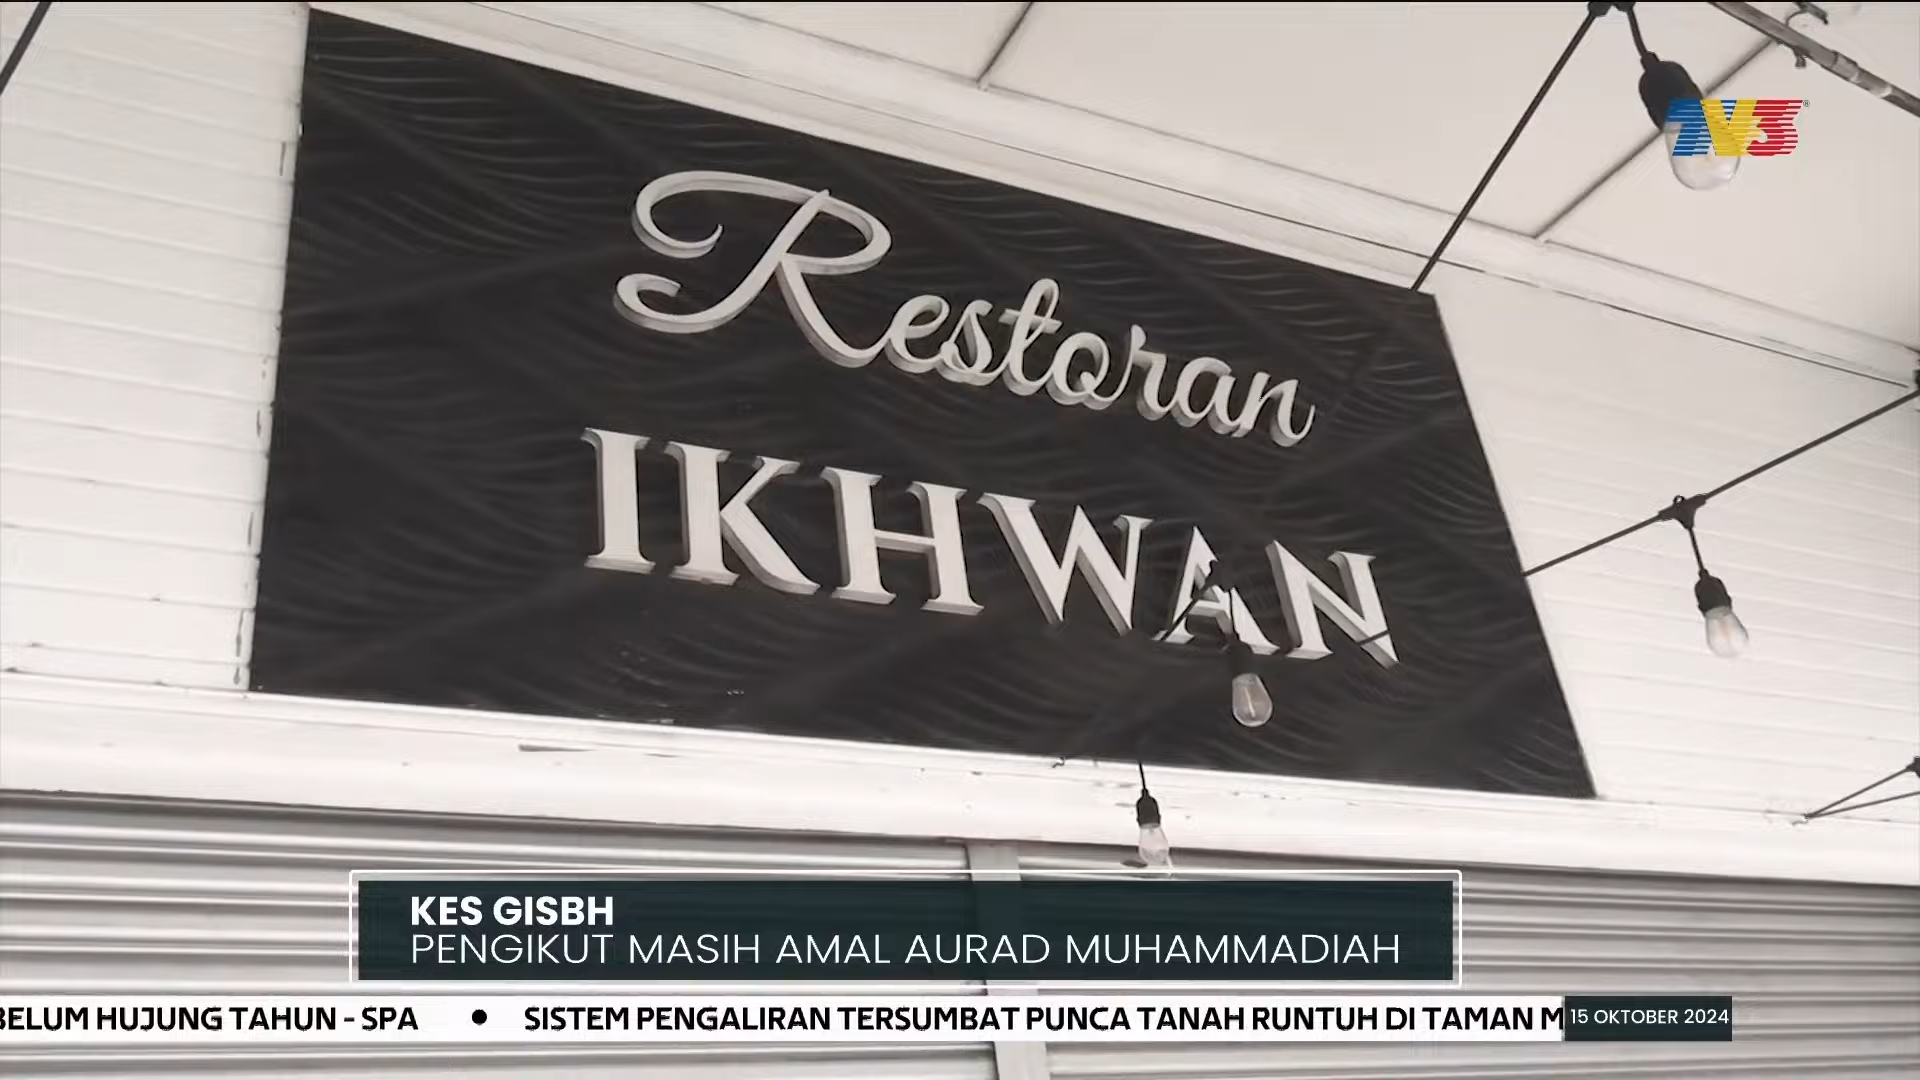 TV3
Restoran
IKHWAN
KES GISBH
PENGIKUT MASIH AMAL AURAD MUHAMMADIAH
BELUM HUJUNG TAHUN - SPA • SISTEM PENGALIRAN TERSUMBAT PUNCA TANAH RUNTUH DI TAMAN M
15 OKTOBER 2024